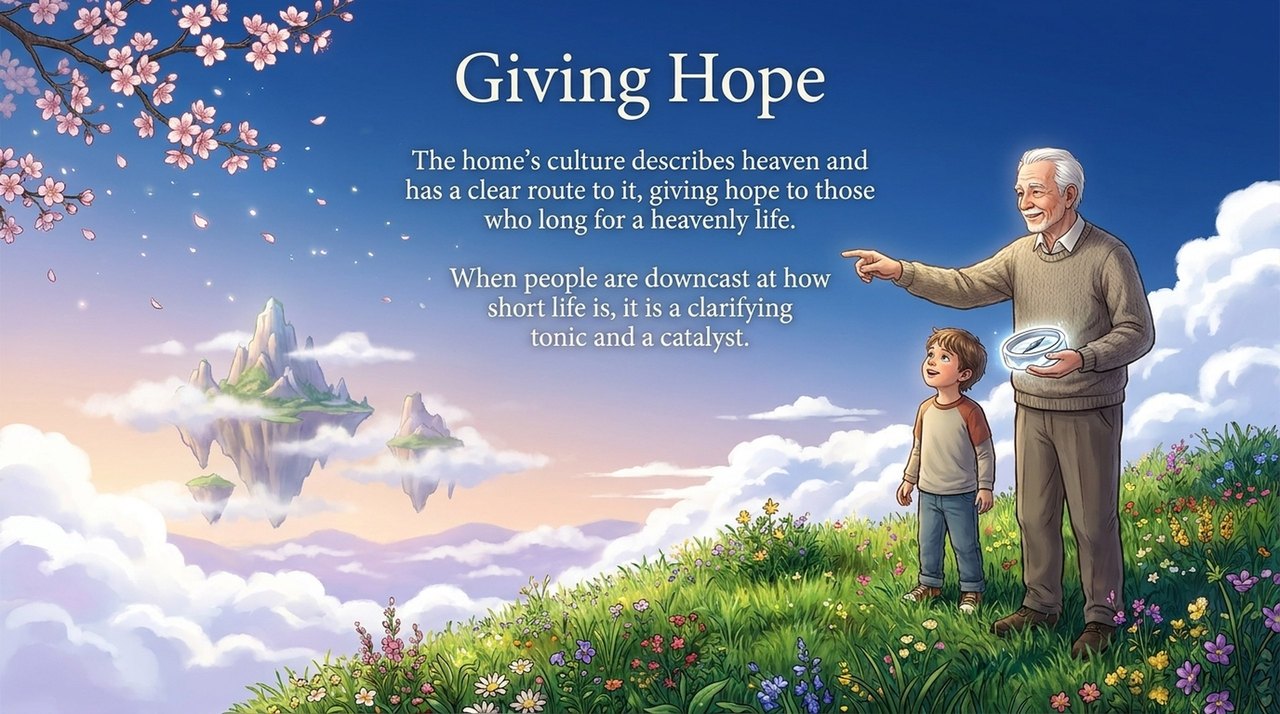 Giving Hope
The home's culture describes heaven and
has a clear route to it, giving hope to those
who long for a heavenly life.
When people are downcast at how
short life is, it is a clarifying
tonic and a catalyst.